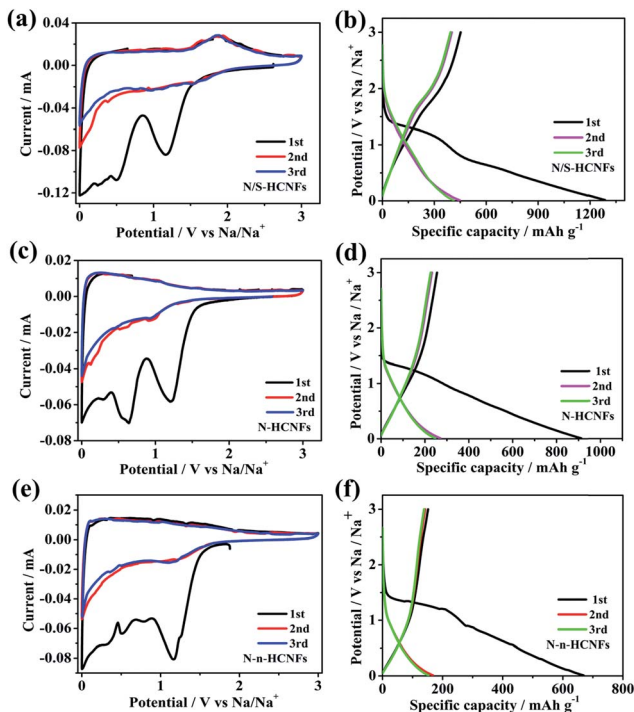 (a)
0.04
0.00
-0.04
-0.08
-0.12
Current / mA
1st
2nd
3rd
N/S-HCNFs
0 1 2 3
Potential / V vs Na/Na+
(b)
3
2
1
0
Potential / V vs Na / Na+
1st
2nd
3rd
N/S-HCNFs
0 300 600 900 1200
Specific capacity / mAh g-1
(c)
0.02
0.00
-0.02
-0.04
-0.06
-0.08
Current / mA
1st
2nd
3rd
N-HCNFs
0 1 2 3
Potential / V vs Na/Na+
(d)
3
2
1
0
Potential / V vs Na/ Na+
1st
2nd
3rd
N-HCNFs
0 200 400 600 800 1000
Specific capacity / mAh g-1
(e)
0.02
0.00
-0.02
-0.04
-0.06
-0.08
Current / mA
1st
2nd
3rd
N-n-HCNFs
0 1 2 3
Potential / V vs Na/Na+
(f)
3
2
1
0
Potential / V vs Na/ Na+
1st
2nd
3rd
N-n-HCNFs
0 200 400 600 800
Specific capacity / mAh g-1